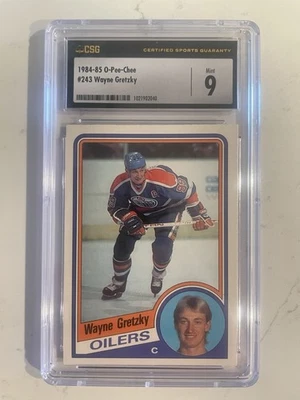 CSG
CERTIFIED SPORTS GUARANTY
1984-85 O-Pee-Chee
#243 Wayne Gretzky
Mint
9
Wayne Gretzky
OILERS
C